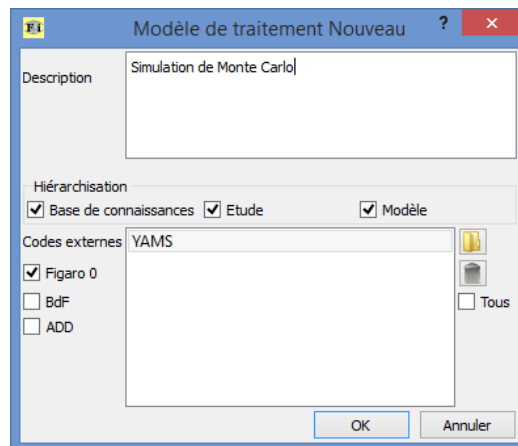 Fi Modèle de traitement Nouveau ? ×
Description
Simulation de Monte Carlo
Hiérarchisation
Base de connaissances Etude Modèle
Codes externes YAMS
Figaro 0
BdF Tous
ADD
OK Annuler